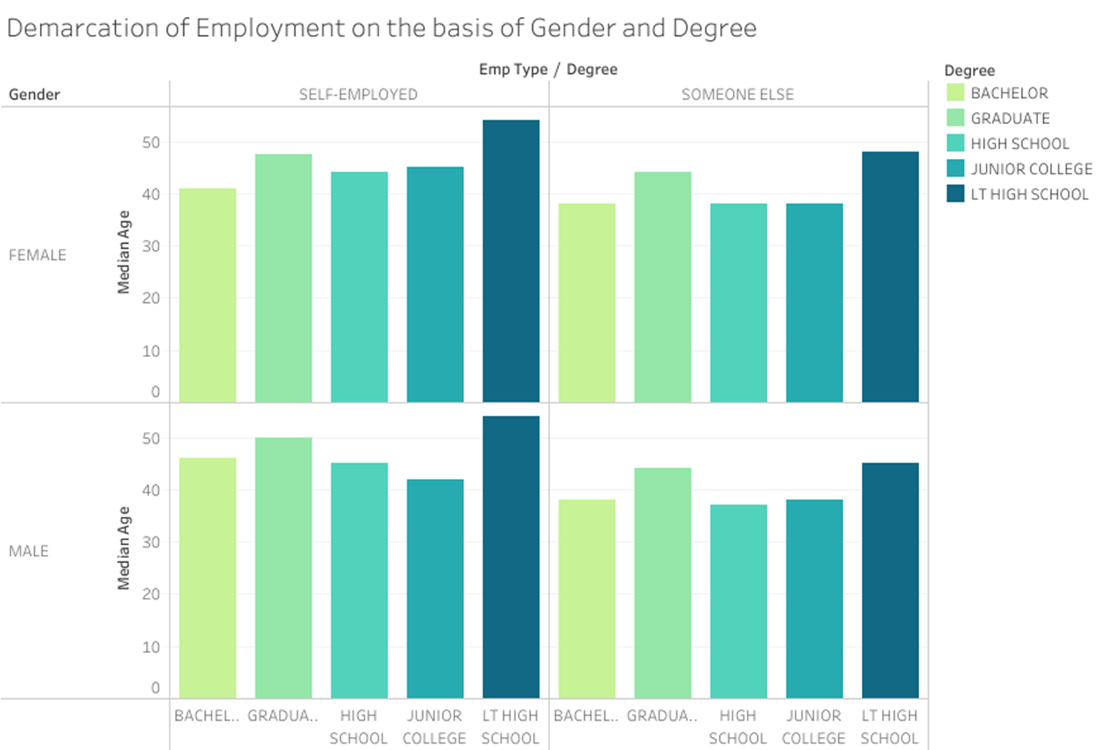 Demarcation of Employment on the basis of Gender and Degree
Emp Type / Degree
Gender
SELF-EMPLOYED
SOMEONE ELSE
Degree
BACHELOR
GRADUATE
HIGH SCHOOL
JUNIOR COLLEGE
LT HIGH SCHOOL
FEMALE
Median Age
50
40
30
20
10
0
MALE
Median Age
50
40
30
20
10
0
BACHEL.. GRADUA.. HIGH JUNIOR LT HIGH BACHEL.. GRADUA.. HIGH JUNIOR LT HIGH
SCHOOL COLLEGE SCHOOL SCHOOL COLLEGE SCHOOL